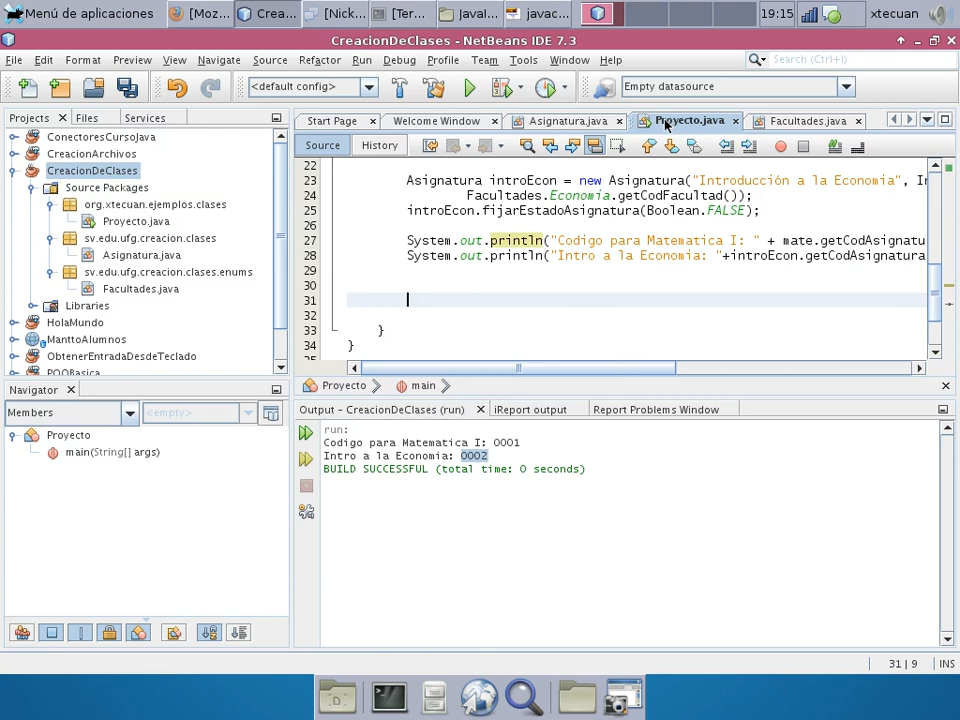 Menú de aplicaciones
[Moz...
Crea...
[Nick...
[Ter...
Javal...
javac...
19:15
xtecuan
CreacionDeClases - NetBeans IDE 7.3
File Edit Format Preview View Navigate Source Refactor Run Debug Profile Team Tools Window Help
Search (Ctrl+I)
<default config>
Empty datasource
Projects Files Services
Start Page Welcome Window Asignatura.java Proyecto.java Facultades.java
Source History
ConectoresCursoJava
CreacionArchivos
CreacionDeClases
Source Packages
org.xtecuan.ejemplos.clases
Proyecto.java
sv.edu.ufg.creacion.clases
Asignatura.java
sv.edu.ufg.creacion.clases.enums
Facultades.java
Libraries
HolaMundo
ManttoAlumnos
ObtenerEntradaDesdeTeclado
POOBasica
22
23 Asignatura introEcon = new Asignatura("Introducción a la Economia", I
24 Facultades.Economia.getCodFacultad());
25 introEcon.fijarEstadoAsignatura(Boolean.FALSE);
26
27 System.out.println("Codigo para Matematica I: " + mate.getCodAsignatu
28 System.out.println("Intro a la Economia: "+introEcon.getCodAsignatura
29
30
31
32
33 }
34 }
35
Proyecto main
Navigator
Members <empty>
Proyecto
main(String[] args)
Output - CreacionDeClases (run) iReport output Report Problems Window
run:
Codigo para Matematica I: 0001
Intro a la Economia: 0002
BUILD SUCCESSFUL (total time: 0 seconds)
31 | 9 INS